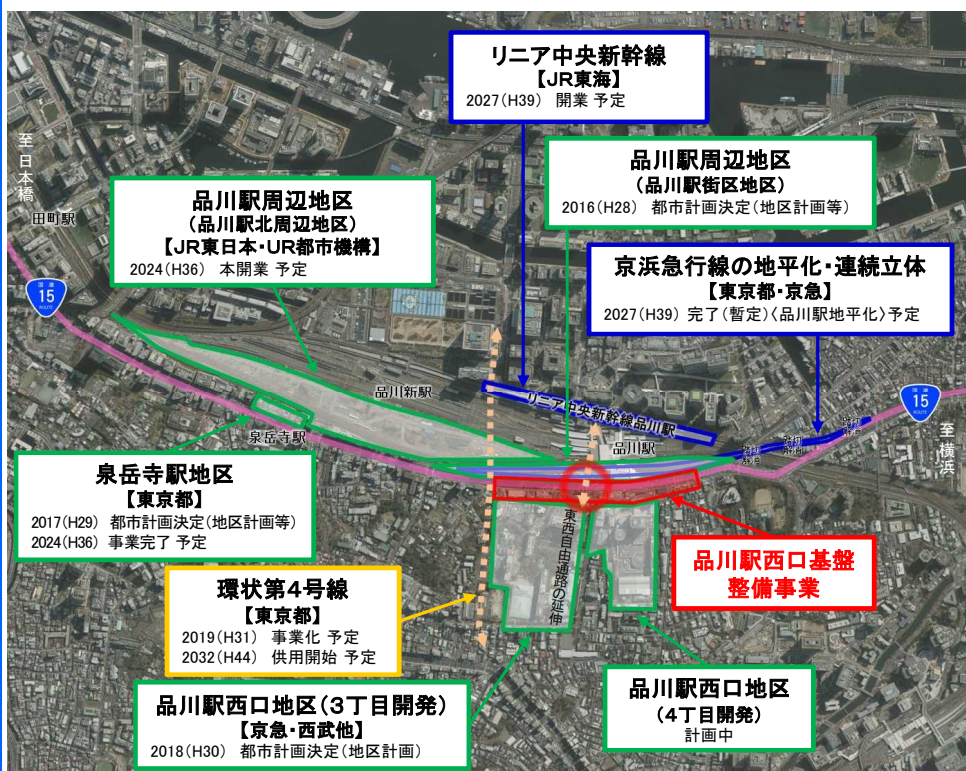 リニア中央新幹線
【JR東海】
2027(H39) 開業 予定
品川駅周辺地区
(品川駅街区地区)
2016(H28) 都市計画決定(地区計画等)
品川駅周辺地区
(品川駅北周辺地区)
【JR東日本・UR都市機構】
2024(H36) 本開業 予定
京浜急行線の地平化・連続立体
【東京都・京急】
2027(H39) 完了(暫定)〈品川駅地平化〉予定
至日本橋
田町駅
国道
15
ROUTE
品川新駅
リニア中央新幹線品川駅
品川駅
国道
15
ROUTE
至横浜
泉岳寺駅
泉岳寺駅地区
【東京都】
2017(H29) 都市計画決定(地区計画等)
2024(H36) 事業完了 予定
東西自由通路の延伸
品川駅西口基盤
整備事業
環状第4号線
【東京都】
2019(H31) 事業化 予定
2032(H44) 供用開始 予定
品川駅西口地区(3丁目開発)
【京急・西武他】
2018(H30) 都市計画決定(地区計画)
品川駅西口地区
(4丁目開発)
計画中